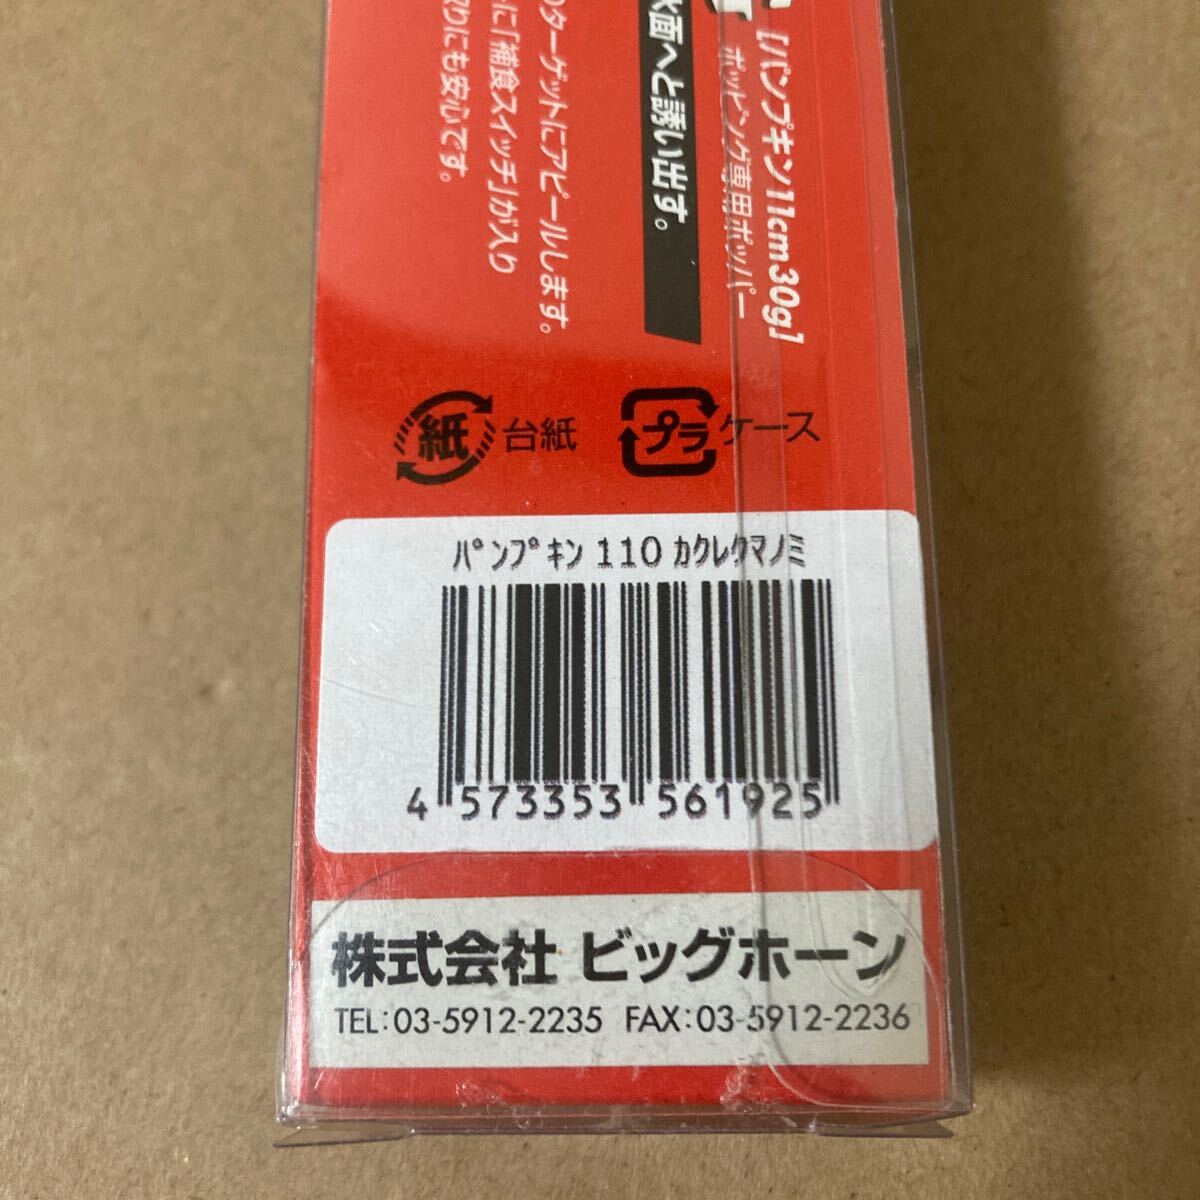 [パンプキン11cm30g]
ポッピング専用ポッパー
水面へと誘い出す。
のターゲットにアピールします。
に「補食スイッチ」が入り
りにも安心です。
紙 台紙
プラ ケース
ﾊﾟﾝﾌﾟｷﾝ 110 ｶｸﾚｸﾏﾉﾐ
4 573353 561925
株式会社 ビッグホーン
TEL:03-5912-2235 FAX:03-5912-2236